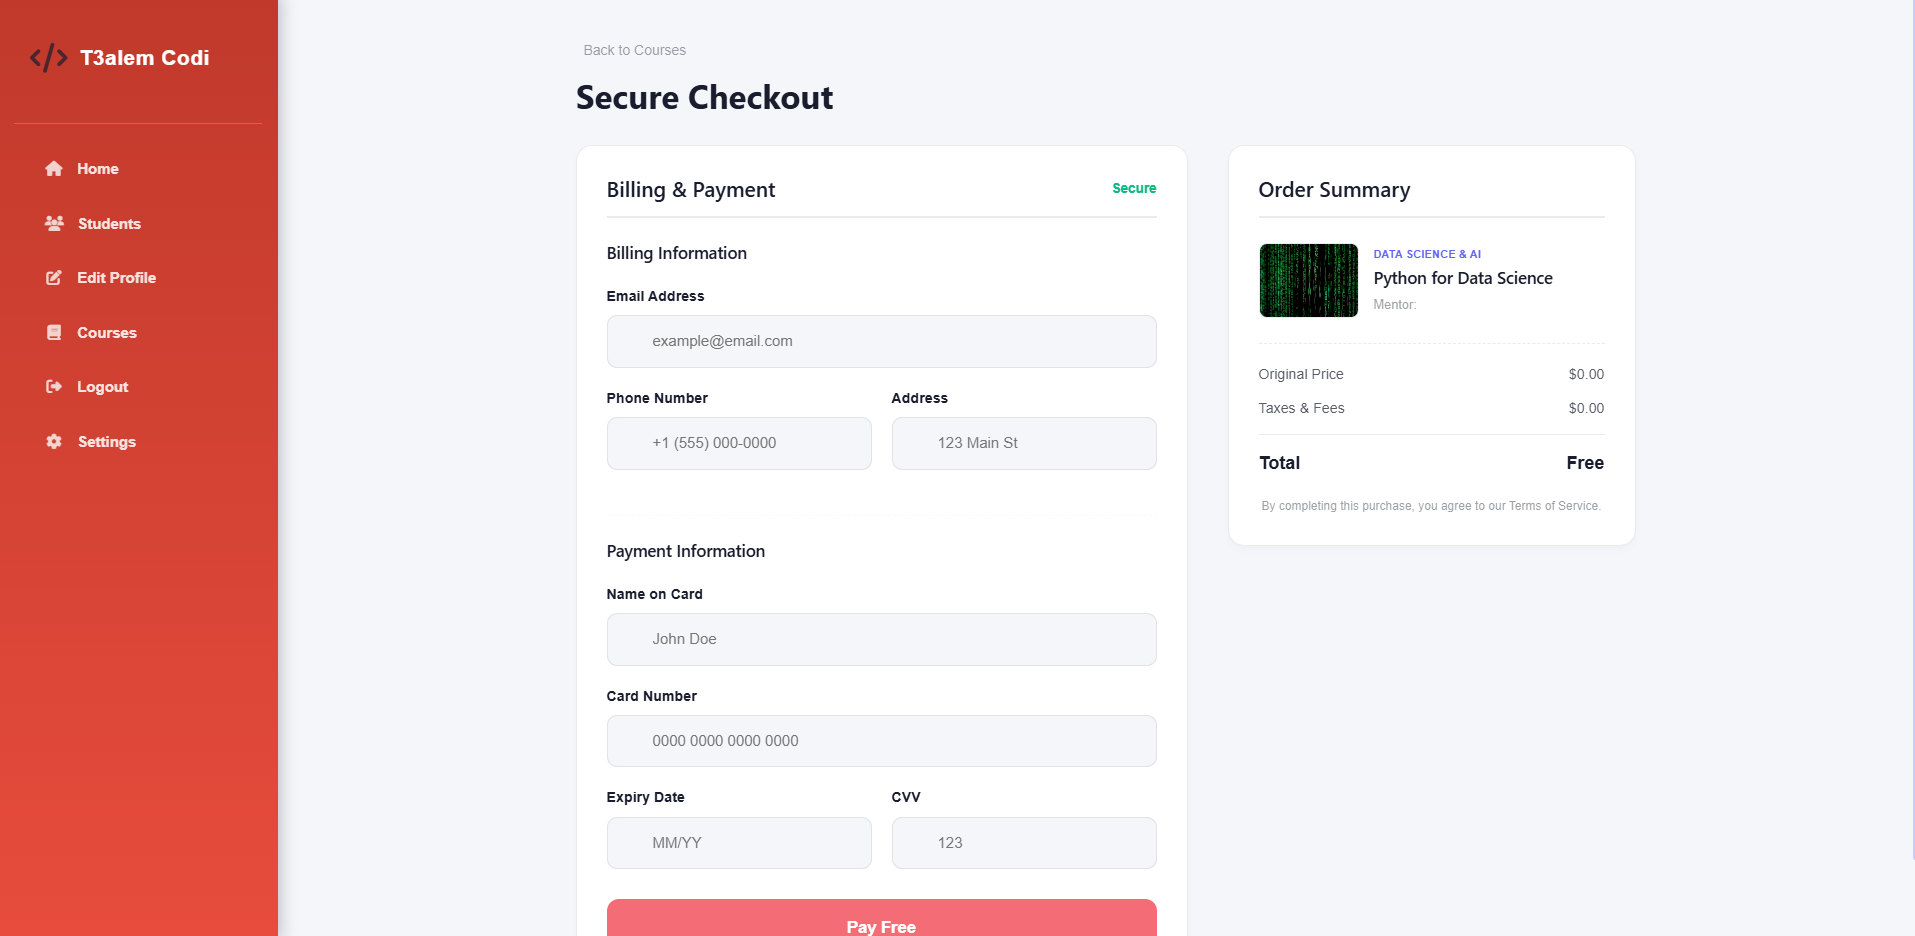 T3alem Codi
Home
Students
Edit Profile
Courses
Logout
Settings
Back to Courses
Secure Checkout
Billing & Payment
Secure
Billing Information
Email Address
example@email.com
Phone Number
Address
+1 (555) 000-0000
123 Main St
Payment Information
Name on Card
John Doe
Card Number
0000 0000 0000 0000
Expiry Date
CVV
MM/YY
123
Pay Free
Order Summary
DATA SCIENCE & AI
Python for Data Science
Mentor:
Original Price
$0.00
Taxes & Fees
$0.00
Total
Free
By completing this purchase, you agree to our Terms of Service.